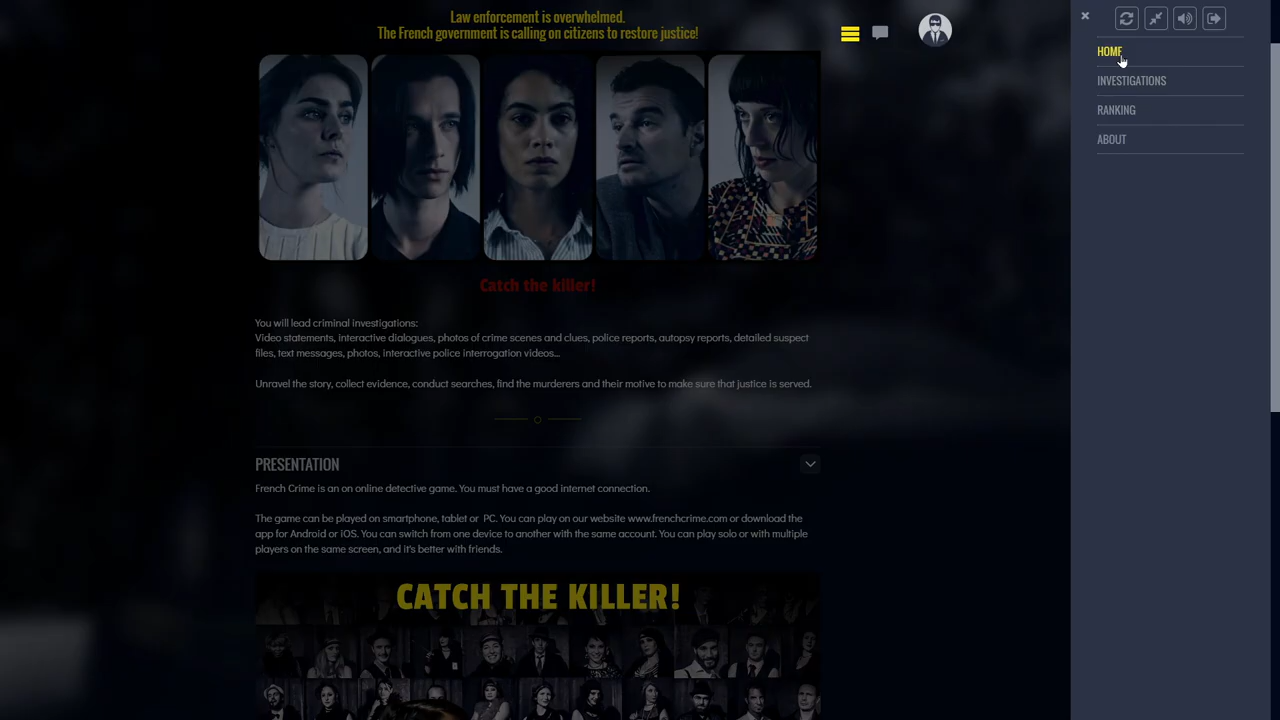 Law enforcement is overwhelmed.
The French government is calling on citizens to restore justice!
HOME
INVESTIGATIONS
RANKING
ABOUT
Catch the killer!
You will lead criminal investigations:
Video statements, interactive dialogues, photos of crime scenes and clues, police reports, autopsy reports, detailed suspect
files, text messages, photos, interactive police interrogation videos...
Unravel the story, collect evidence, conduct searches, find the murderers and their motive to make sure that justice is served.
PRESENTATION
French Crime is an on online detective game. You must have a good internet connection.
The game can be played on smartphone, tablet or PC. You can play on our website www.frenchcrime.com or download the
app for Android or iOS. You can switch from one device to another with the same account. You can play solo or with multiple
players on the same screen, and it's better with friends.
CATCH THE KILLER!